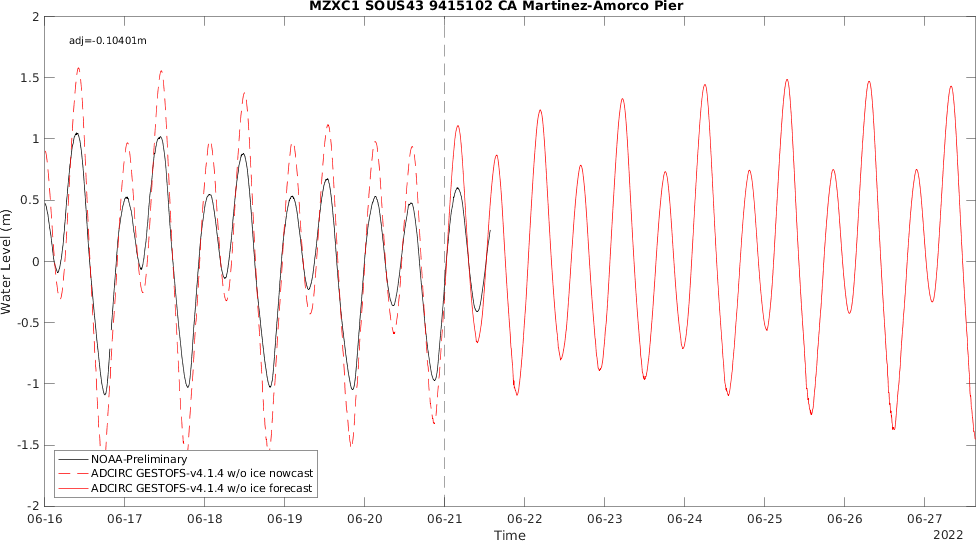 MZXC1 SOUS43 9415102 CA Martinez-Amorco Pier
2
adj=-0.10401m
1.5
1
0.5
0
-0.5
-1
-1.5
-2
Water Level (m)
NOAA-Preliminary
ADCIRC GESTOFS-v4.1.4 w/o ice nowcast
ADCIRC GESTOFS-v4.1.4 w/o ice forecast
06-16 06-17 06-18 06-19 06-20 06-21 06-22 06-23 06-24 06-25 06-26 06-27
Time
2022